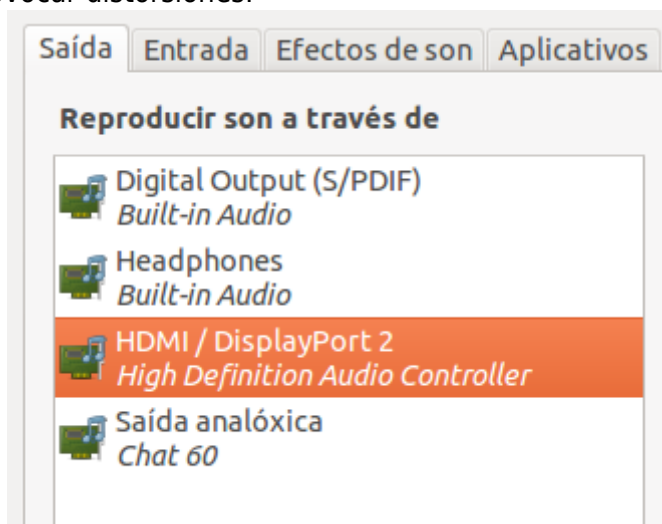 distorsiones.
Saída Entrada Efectos de son Aplicativos
Reproducir son a través de
Digital Output (S/PDIF)
Built-in Audio
Headphones
Built-in Audio
HDMI / DisplayPort 2
High Definition Audio Controller
Saída analóxica
Chat 60